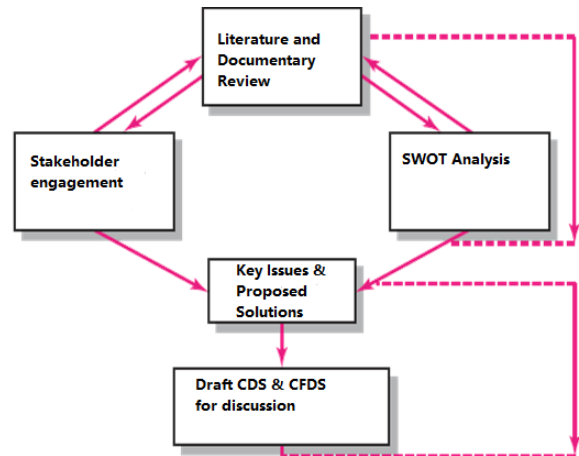 Literature and
Documentary
Review
Stakeholder
engagement
SWOT Analysis
Key Issues &
Proposed
Solutions
Draft CDS & CFDS
for discussion